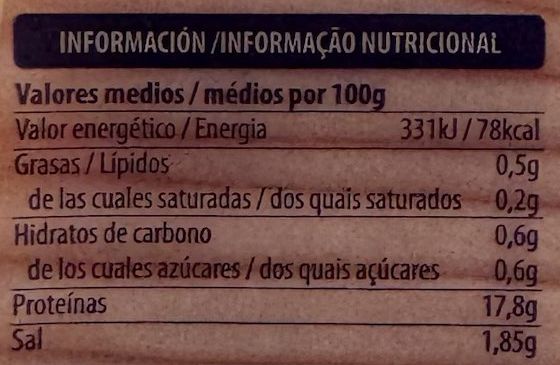 INFORMACIÓN /INFORMAÇÃO NUTRICIONAL
Valores medios / médios por 100g
Valor energético / Energia 331kJ / 78kcal
Grasas / Lípidos 0,5g
de las cuales saturadas / dos quais saturados 0,2g
Hidratos de carbono 0,6g
de los cuales azúcares / dos quais açúcares 0,6g
Proteínas 17,8g
Sal 1,85g